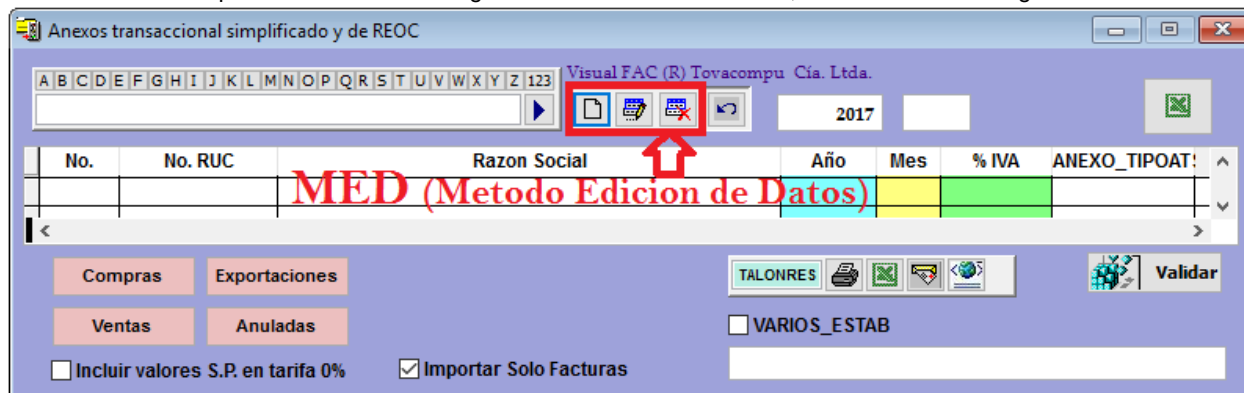 Anexos transaccional simplificado y de REOC
A B C D E F G H I J K L M N O P Q R S T U V W X Y Z 123
Visual FAC (R) Tovacompu Cía. Ltda.
2017
No. No. RUC Razon Social Año Mes % IVA ANEXO_TIPOAT
MED (Metodo Edicion de Datos)
Compras Exportaciones TALONRES Validar
Ventas Anuladas VARIOS_ESTAB
Incluir valores S.P. en tarifa 0% Importar Solo Facturas